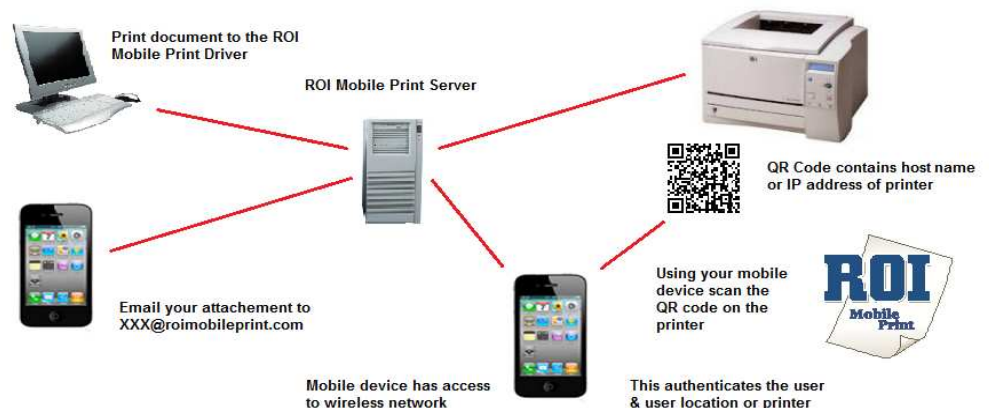 Print document to the ROI
Mobile Print Driver
ROI Mobile Print Server
QR Code contains host name
or IP address of printer
Email your attachement to
XXX@roimobileprint.com
Using your mobile
device scan the
QR code on the
printer
ROI
Mobile
Print
Mobile device has access
to wireless network
This authenticates the user
& user location or printer